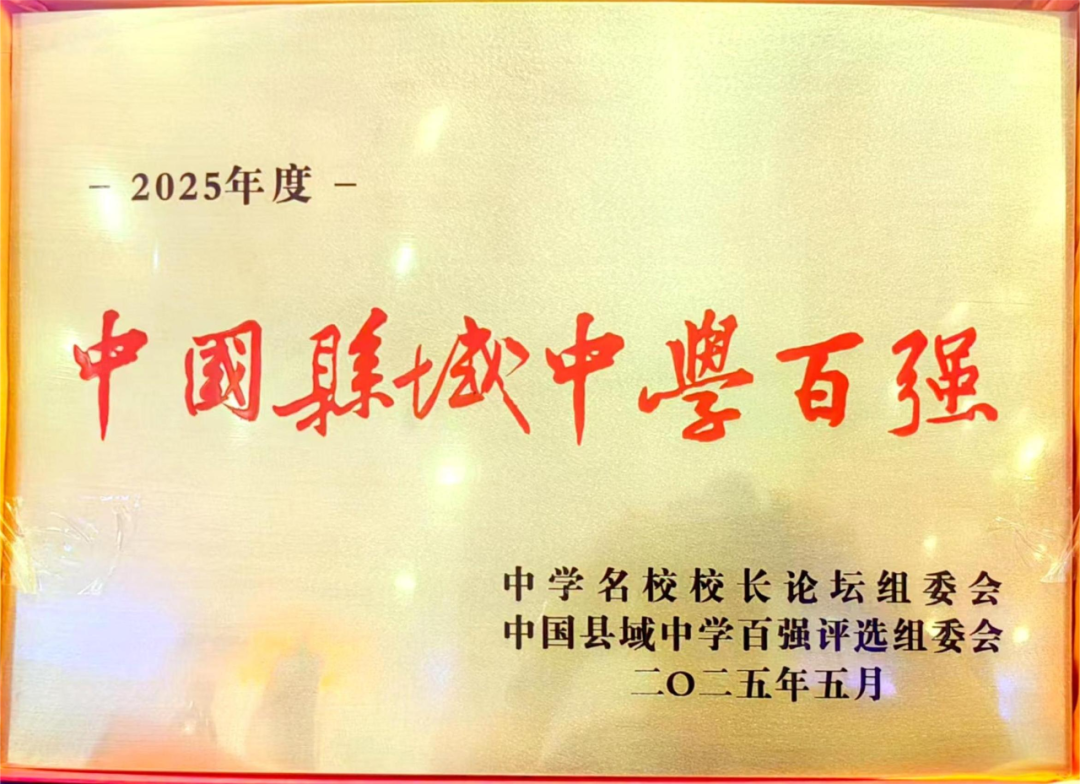 - 2025年度 -
中國縣域中學百强
中学名校校长论坛组委会
中国县域中学百强评选组委会
二〇二五年五月